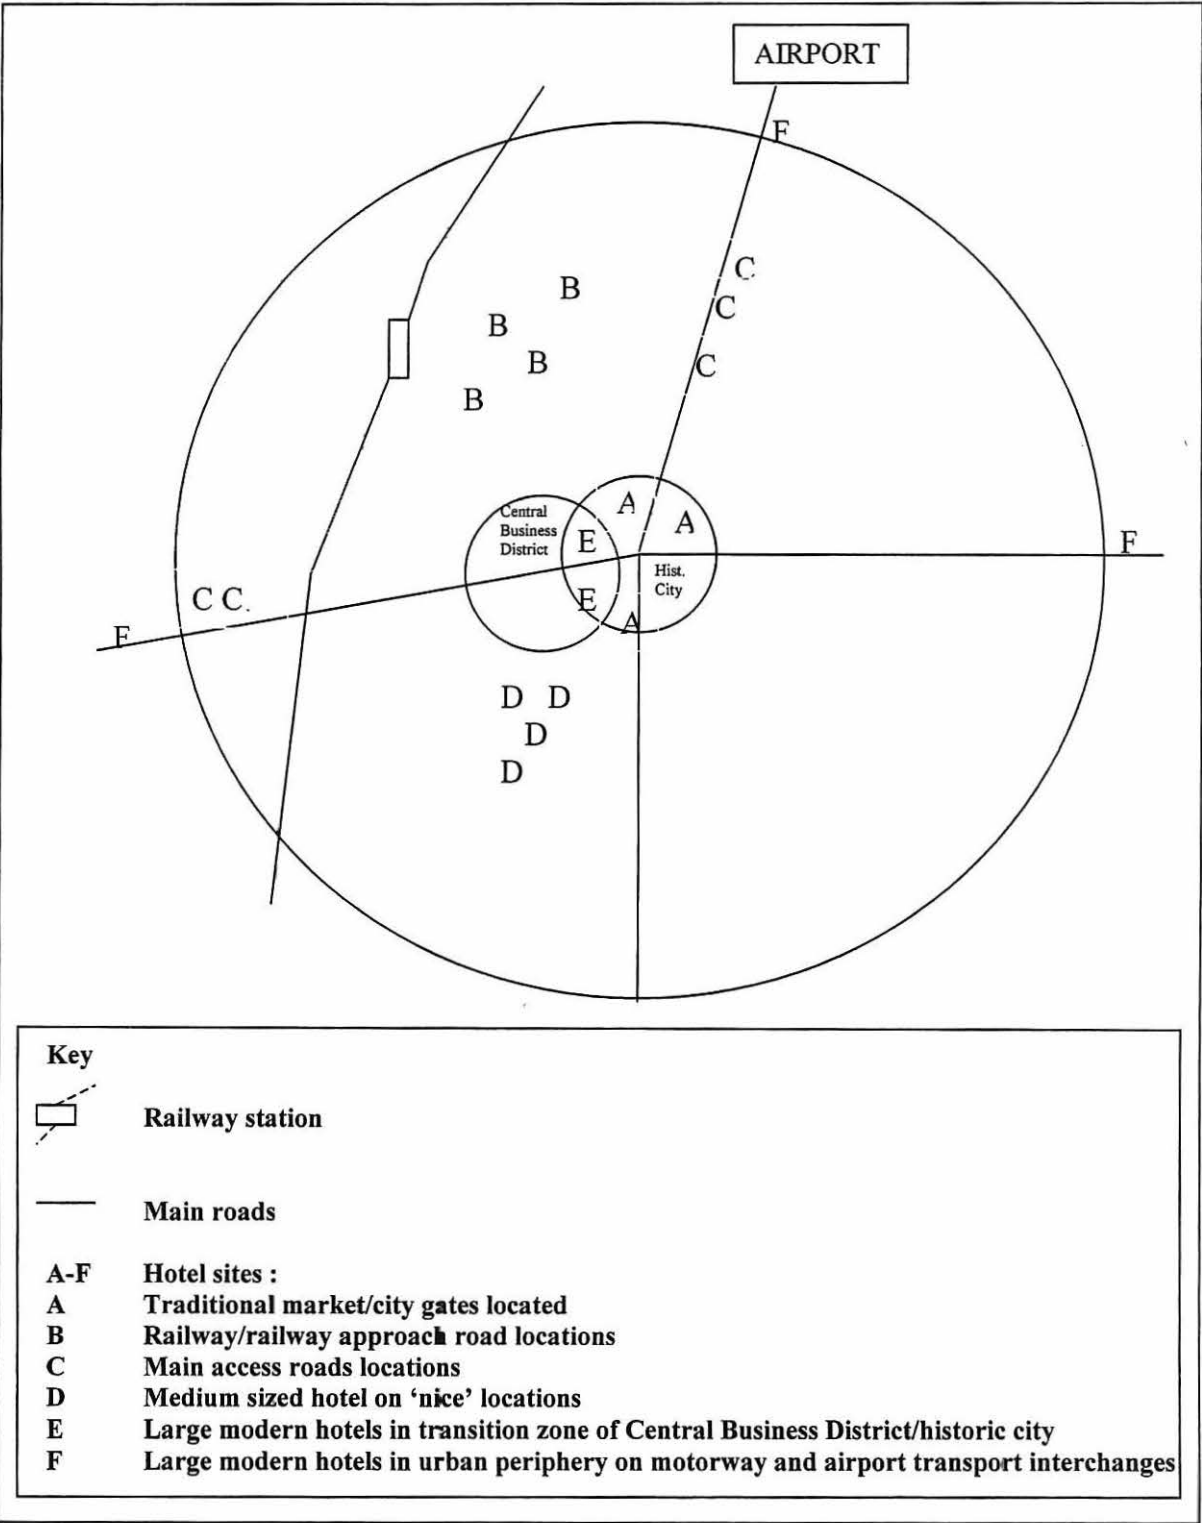 AIRPORT
F
C
B
C
B
B
C
B
A
A
Central
Business
District
E
F
Hist.
City
C C.
E
A
F
D D
D
D
Key
Railway station
Main roads
A-F Hotel sites :
A Traditional market/city gates located
B Railway/railway approach road locations
C Main access roads locations
D Medium sized hotel on ‘nice’ locations
E Large modern hotels in transition zone of Central Business District/historic city
F Large modern hotels in urban periphery on motorway and airport transport interchanges